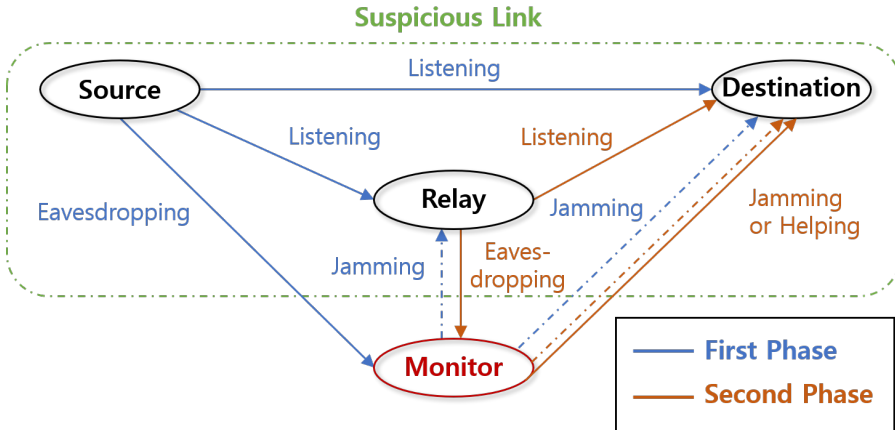 Suspicious Link
Listening
Source
Destination
Listening
Listening
Relay
Eavesdropping
Jamming
Jamming
or Helping
Jamming
Eaves-
dropping
Monitor
First Phase
Second Phase